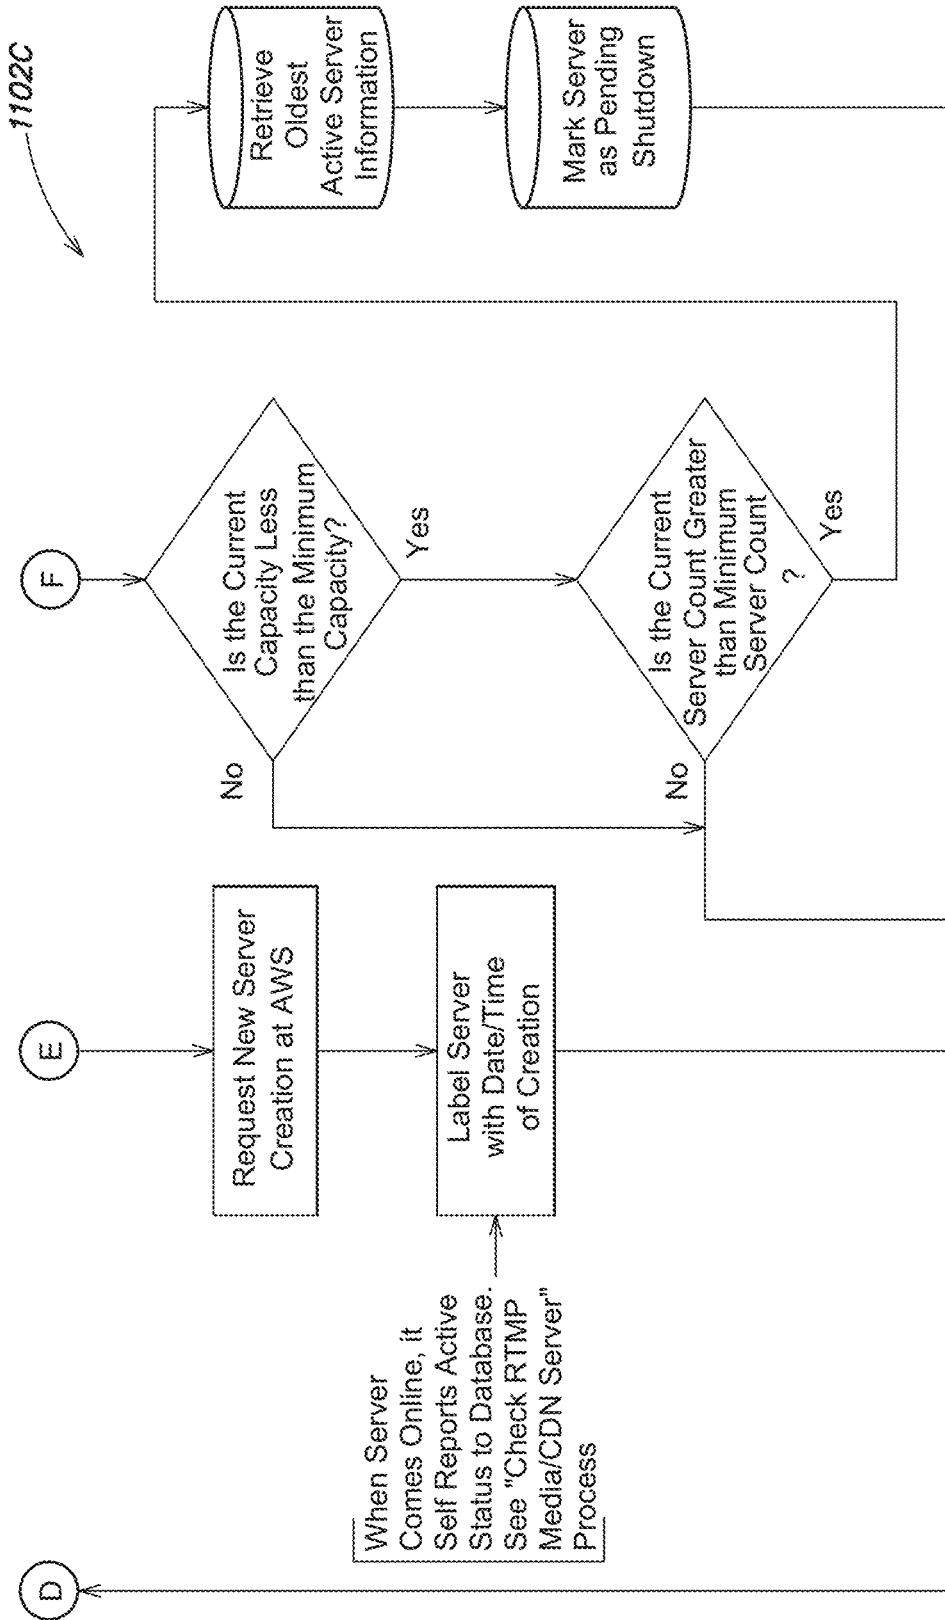 1102C
D
E
F
When Server
Comes Online, it
Self Reports Active
Status to Database.
See "Check RTMP
Media/CDN Server"
Process
Request New Server
Creation at AWS
Label Server
with Date/Time
of Creation
Is the Current
Capacity Less
than the Minimum
Capacity?
No
Yes
Is the Current
Server Count Greater
than Minimum
Server Count
?
No
Yes
Retrieve
Oldest
Active Server
Information
Mark Server
as Pending
Shutdown